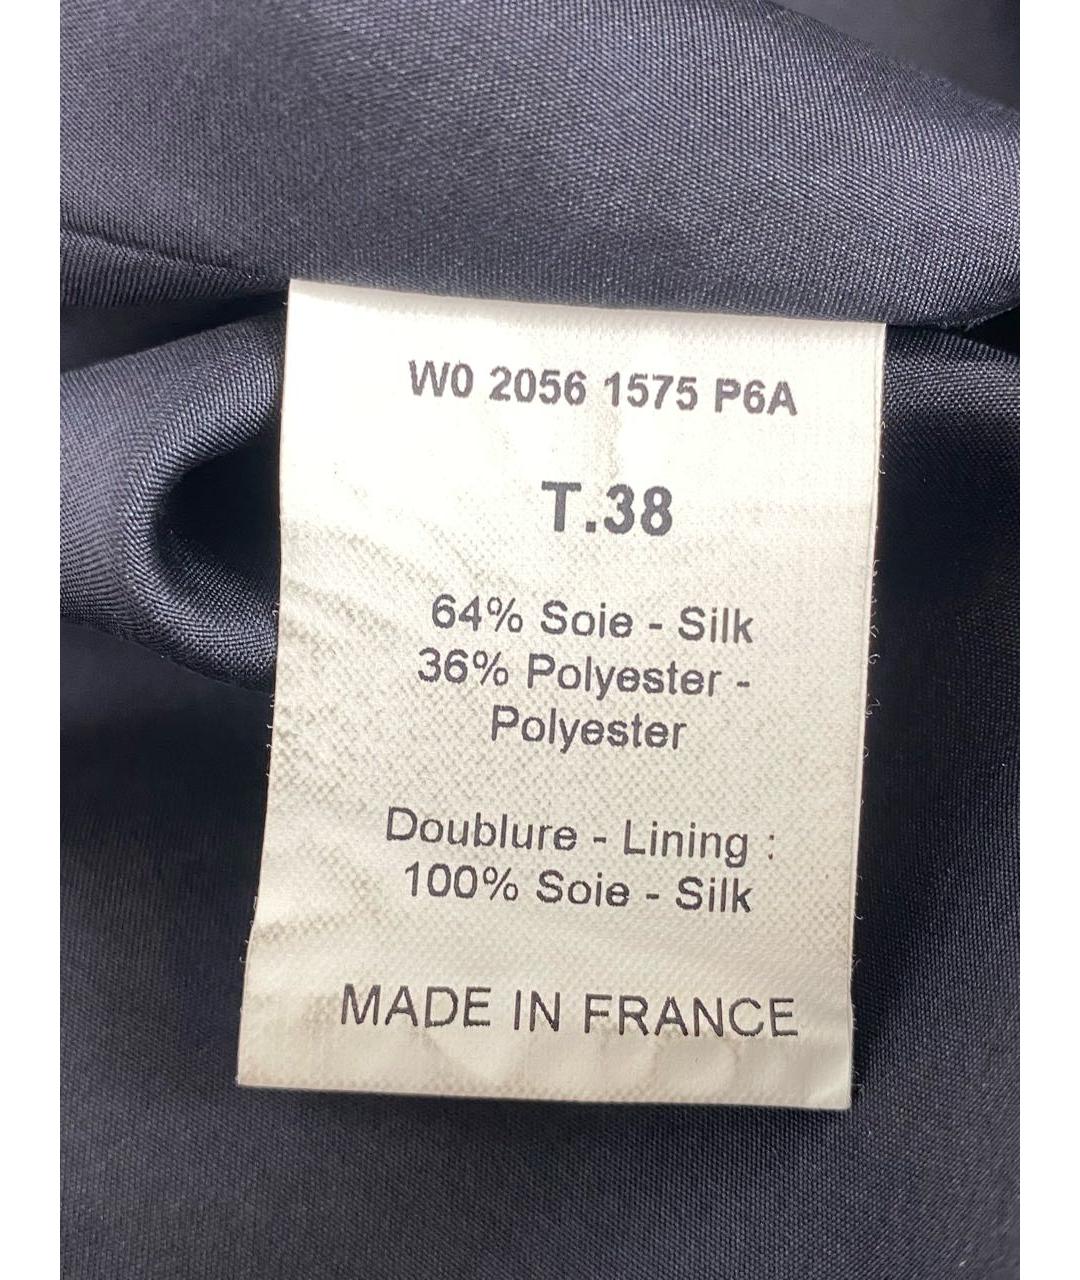 W0 2056 1575 P6A
T.38
64% Soie - Silk
36% Polyester -
Polyester
Doublure - Lining :
100% Soie - Silk
MADE IN FRANCE